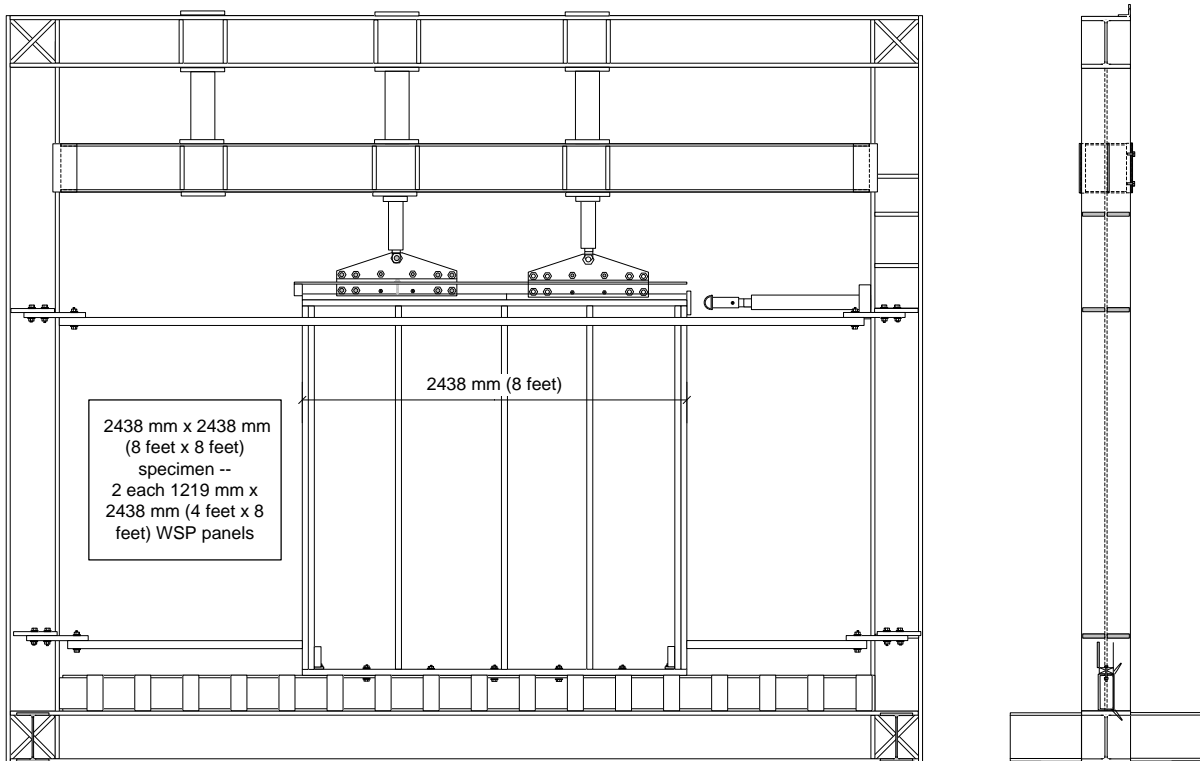 2438 mm (8 feet)
2438 mm x 2438 mm
(8 feet x 8 feet)
specimen --
2 each 1219 mm x
2438 mm (4 feet x 8
feet) WSP panels